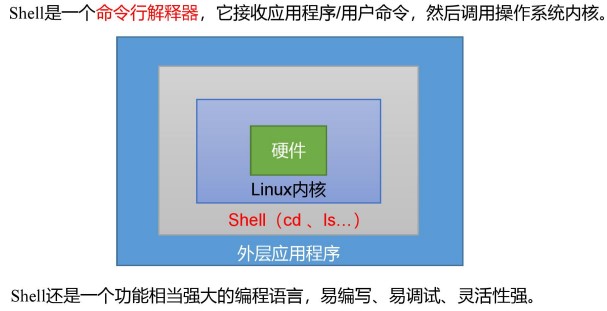 Shell是一个命令行解释器，它接收应用程序/用户命令，然后调用操作系统内核。
硬件
Linux内核
Shell（cd 、ls…）
外层应用程序
Shell还是一个功能相当强大的编程语言，易编写、易调试、灵活性强。